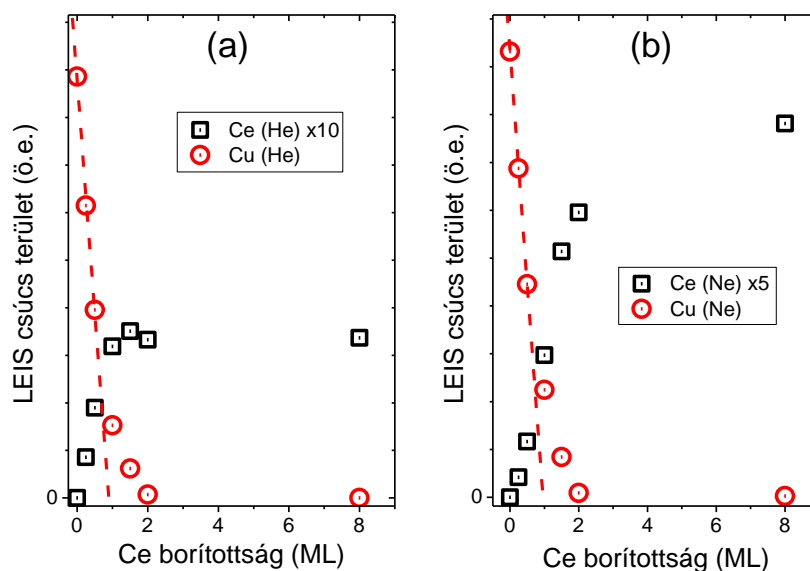 (a)
LEIS csúcs terület (ö.e.)
Ce (He) x10
Cu (He)
0
0 2 4 6 8
Ce borítottság (ML)
(b)
LEIS csúcs terület (ö.e.)
Ce (Ne) x5
Cu (Ne)
0
0 2 4 6 8
Ce borítottság (ML)